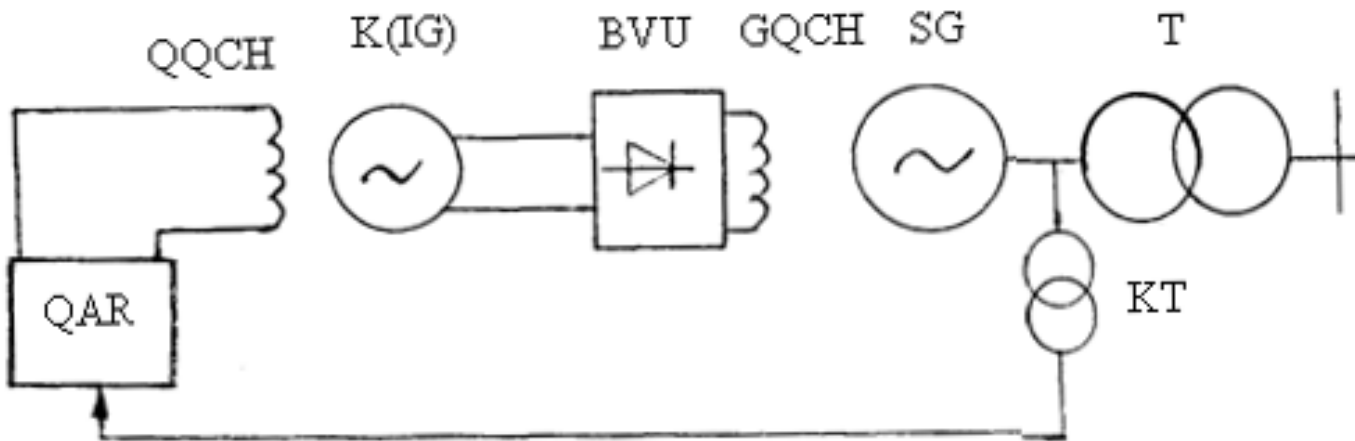 QQCH
K(IG)
BVU
GQCH
SG
T
QAR
KT